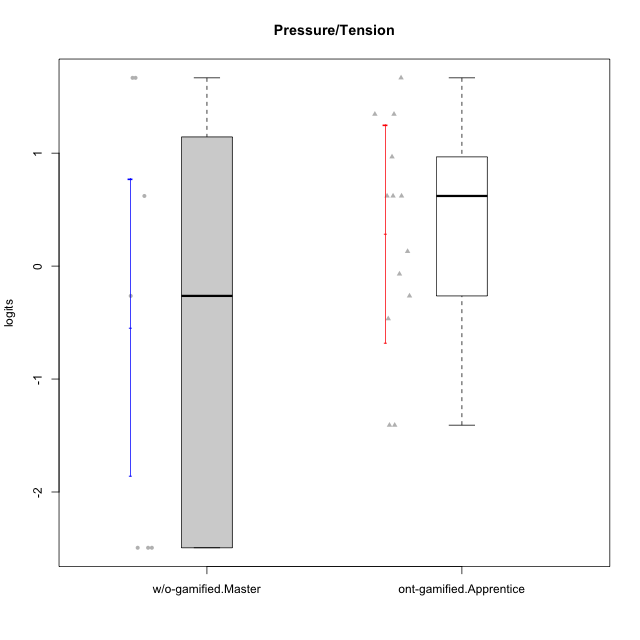 Pressure/Tension
logits
1
0
-1
-2
w/o-gamified.Master
ont-gamified.Apprentice